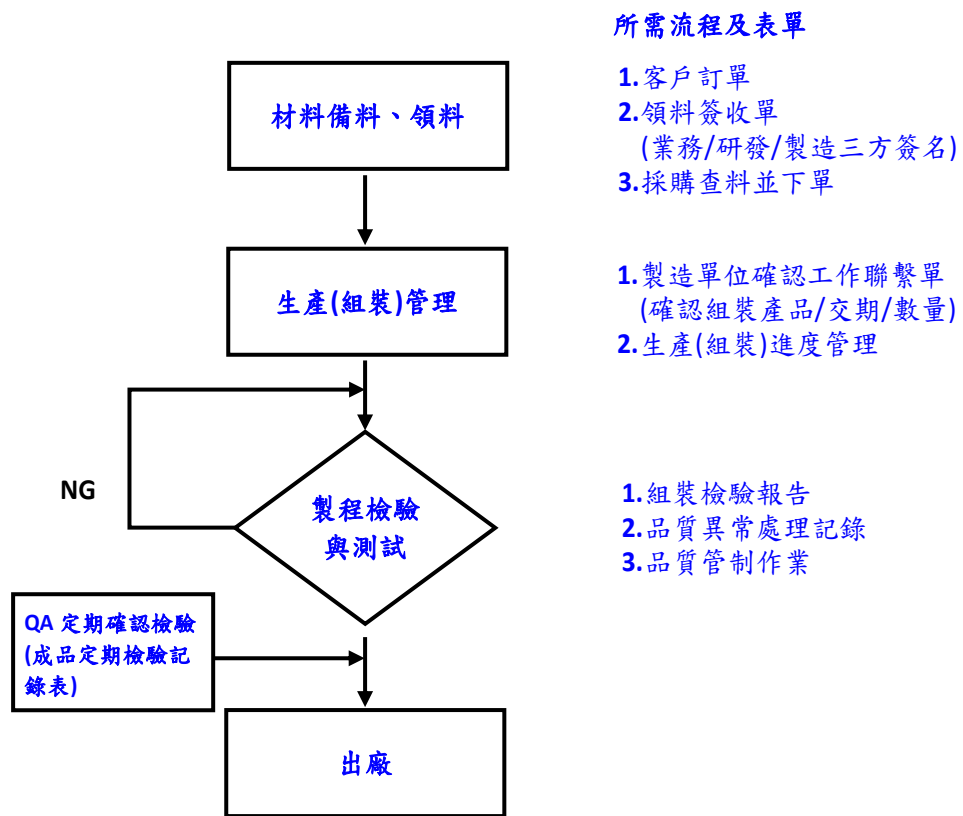 所需流程及表單
材料備料、領料
1.客戶訂單
2.領料簽收單
(業務/研發/製造三方簽名)
3.採購查料並下單
生產(組裝)管理
1.製造單位確認工作聯繫單
(確認組裝產品/交期/數量)
2.生產(組裝)進度管理
NG
製程檢驗
與測試
1.組裝檢驗報告
2.品質異常處理記錄
3.品質管制作業
QA 定期確認檢驗
(成品定期檢驗記
錄表)
出廠